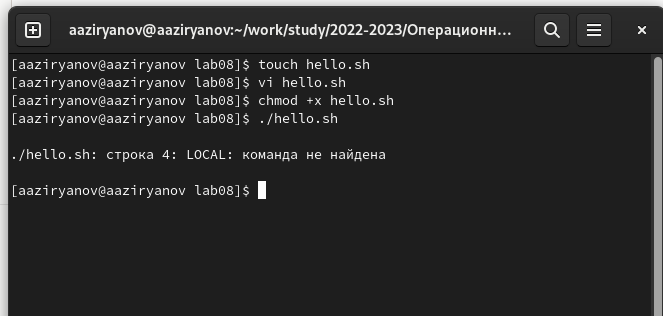 aaziryanov@aaziryanov:~/work/study/2022-2023/Операционн...
[aaziryanov@aaziryanov lab08]$ touch hello.sh
[aaziryanov@aaziryanov lab08]$ vi hello.sh
[aaziryanov@aaziryanov lab08]$ chmod +x hello.sh
[aaziryanov@aaziryanov lab08]$ ./hello.sh
./hello.sh: строка 4: LOCAL: команда не найдена
[aaziryanov@aaziryanov lab08]$